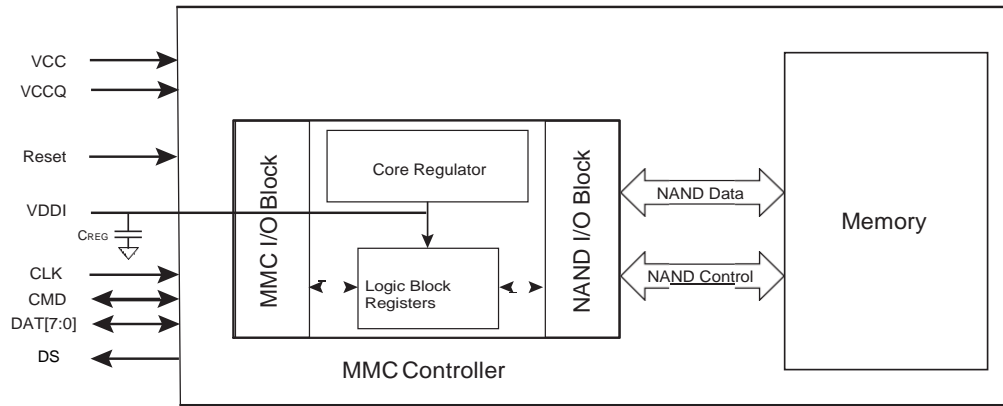 VCC
VCCQ
Reset
VDDI
CREG
CLK
CMD
DAT[7:0]
DS
MMC I/O Block
Core Regulator
Logic Block
Registers
NAND I/O Block
NAND Data
NAND Control
Memory
MMC Controller